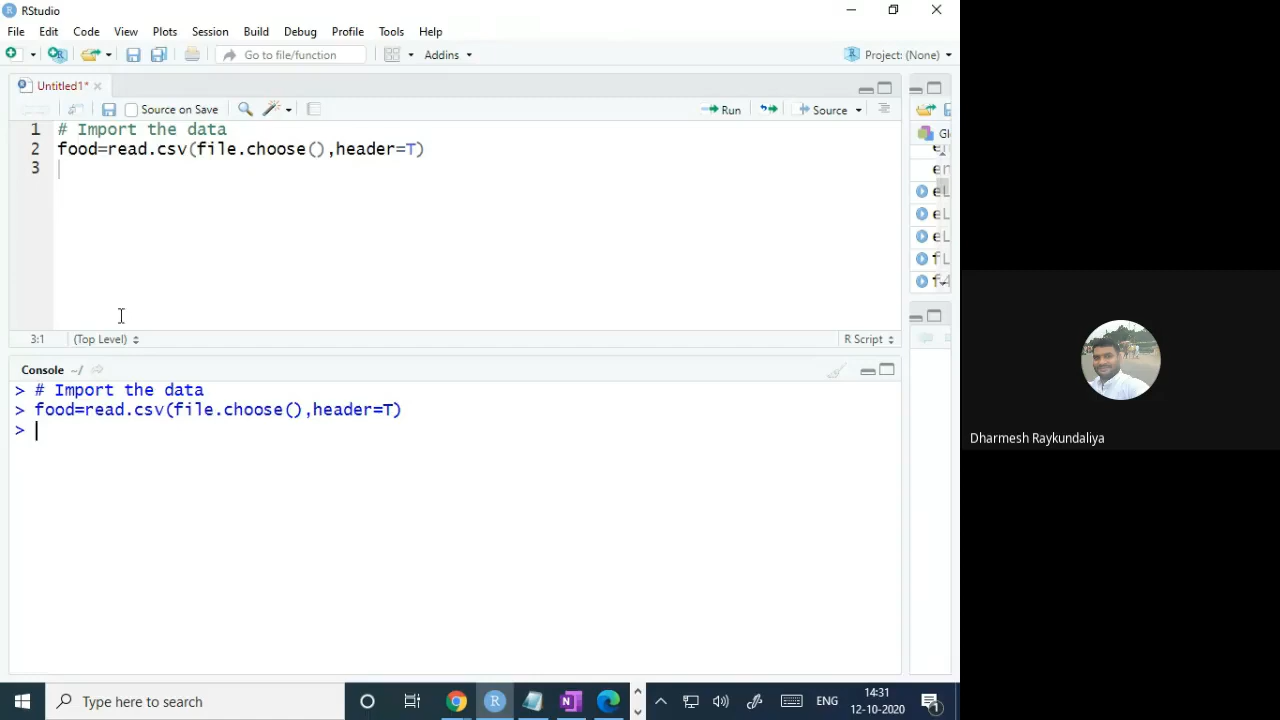 RStudio
File Edit Code View Plots Session Build Debug Profile Tools Help
Go to file/function Addins Project: (None)
Untitled1*
Source on Save Run Source
1 # Import the data
2 food=read.csv(file.choose(),header=T)
3
3:1 (Top Level) R Script
Console ~/
> # Import the data
> food=read.csv(file.choose(),header=T)
>
Dharmesh Raykundaliya
Type here to search
ENG
14:31
12-10-2020
1